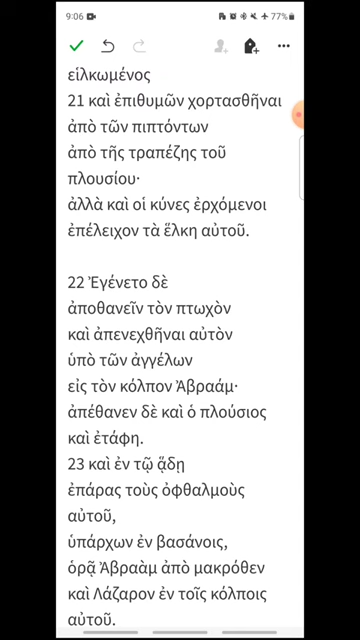 9:06
77%
εἱλκωμένος
21 καὶ ἐπιθυμῶν χορτασθῆναι
ἀπὸ τῶν πιπτόντων
ἀπὸ τῆς τραπέζης τοῦ
πλουσίου·
ἀλλὰ καὶ οἱ κύνες ἐρχόμενοι
ἐπέλειχον τὰ ἕλκη αὐτοῦ.
22 Ἐγένετο δὲ
ἀποθανεῖν τὸν πτωχὸν
καὶ ἀπενεχθῆναι αὐτὸν
ὑπὸ τῶν ἀγγέλων
εἰς τὸν κόλπον Ἀβραάμ·
ἀπέθανεν δὲ καὶ ὁ πλούσιος
καὶ ἐτάφη.
23 καὶ ἐν τῷ ᾅδῃ
ἐπάρας τοὺς ὀφθαλμοὺς
αὐτοῦ,
ὑπάρχων ἐν βασάνοις,
ὁρᾷ Ἀβραὰμ ἀπὸ μακρόθεν
καὶ Λάζαρον ἐν τοῖς κόλποις
αὐτοῦ.